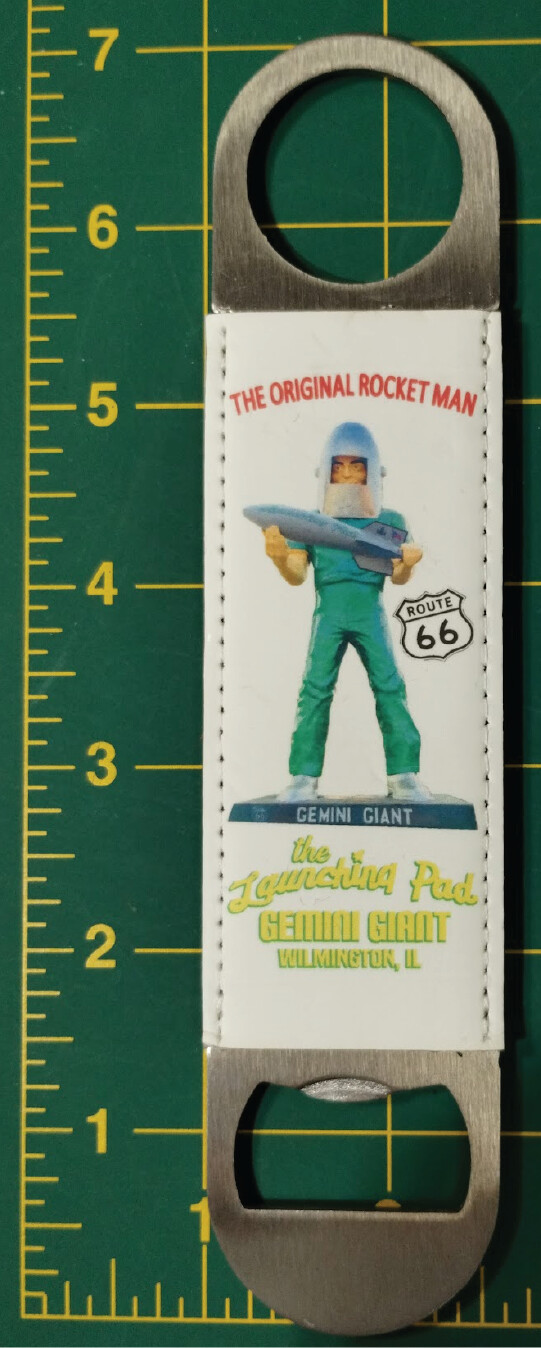 7
6
THE ORIGINAL ROCKET MAN
5
4
ROUTE
66
3
GEMINI GIANT
the
Launching Pad
GEMINI GIANT
2
WILMINGTON, IL
1
1